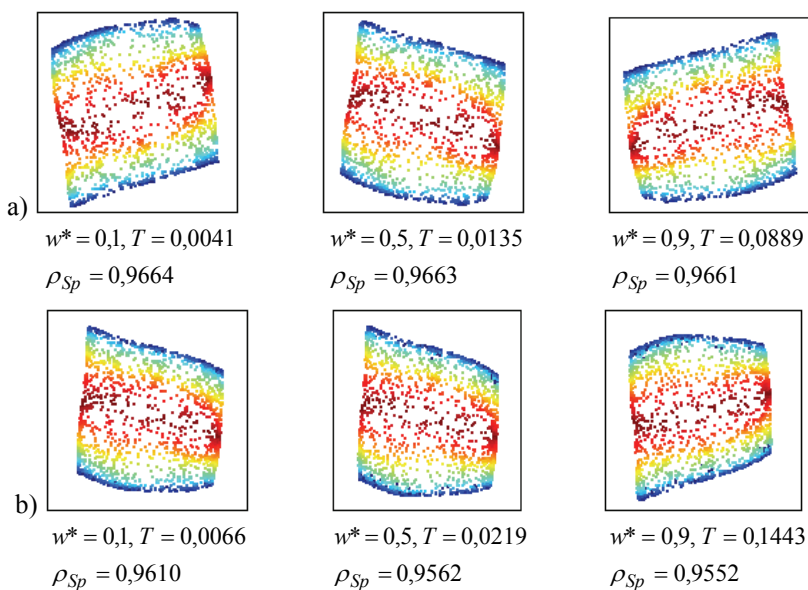 a)
w* = 0,1, T = 0,0041 w* = 0,5, T = 0,0135 w* = 0,9, T = 0,0889
ρSp = 0,9664 ρSp = 0,9663 ρSp = 0,9661
b)
w* = 0,1, T = 0,0066 w* = 0,5, T = 0,0219 w* = 0,9, T = 0,1443
ρSp = 0,9610 ρSp = 0,9562 ρSp = 0,9552